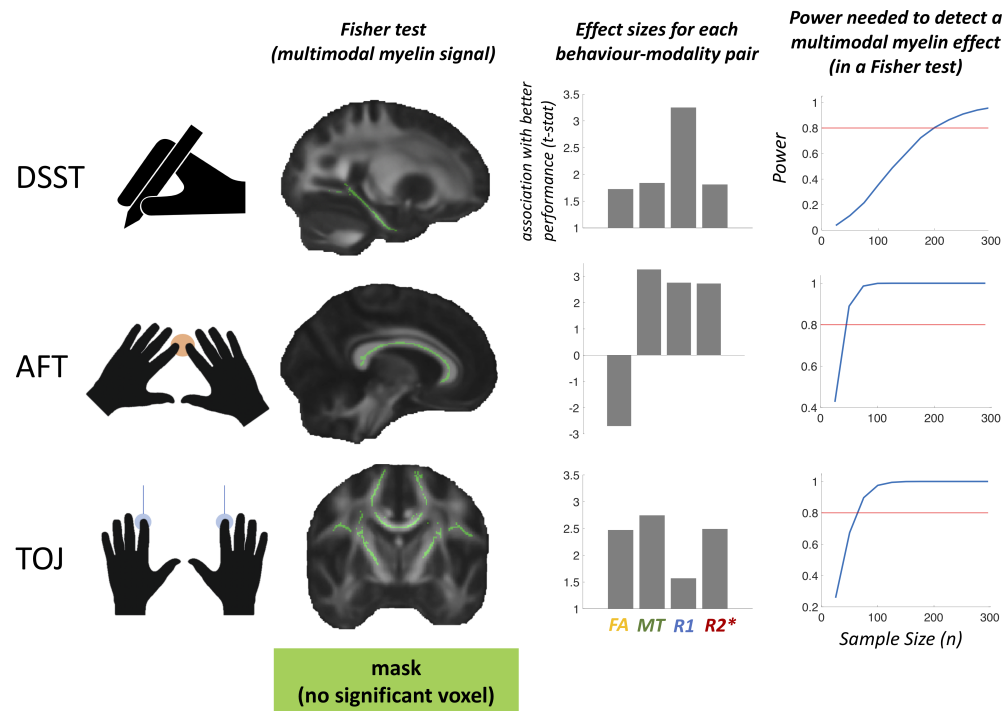 Fisher test
(multimodal myelin signal)
Effect sizes for each
behaviour-modality pair
Power needed to detect a
multimodal myelin effect
(in a Fisher test)
DSST
association with better
performance (t-stat)
3.5
3
2.5
2
1.5
1
Power
1
0.8
0.6
0.4
0.2
0
0 100 200 300
AFT
3
2
1
0
-1
-2
-3
1
0.8
0.6
0.4
0 100 200 300
TOJ
3.5
3
2.5
2
1.5
1
FA MT R1 R2*
1
0.8
0.6
0.4
0.2
0 100 200 300
Sample Size (n)
mask
(no significant voxel)